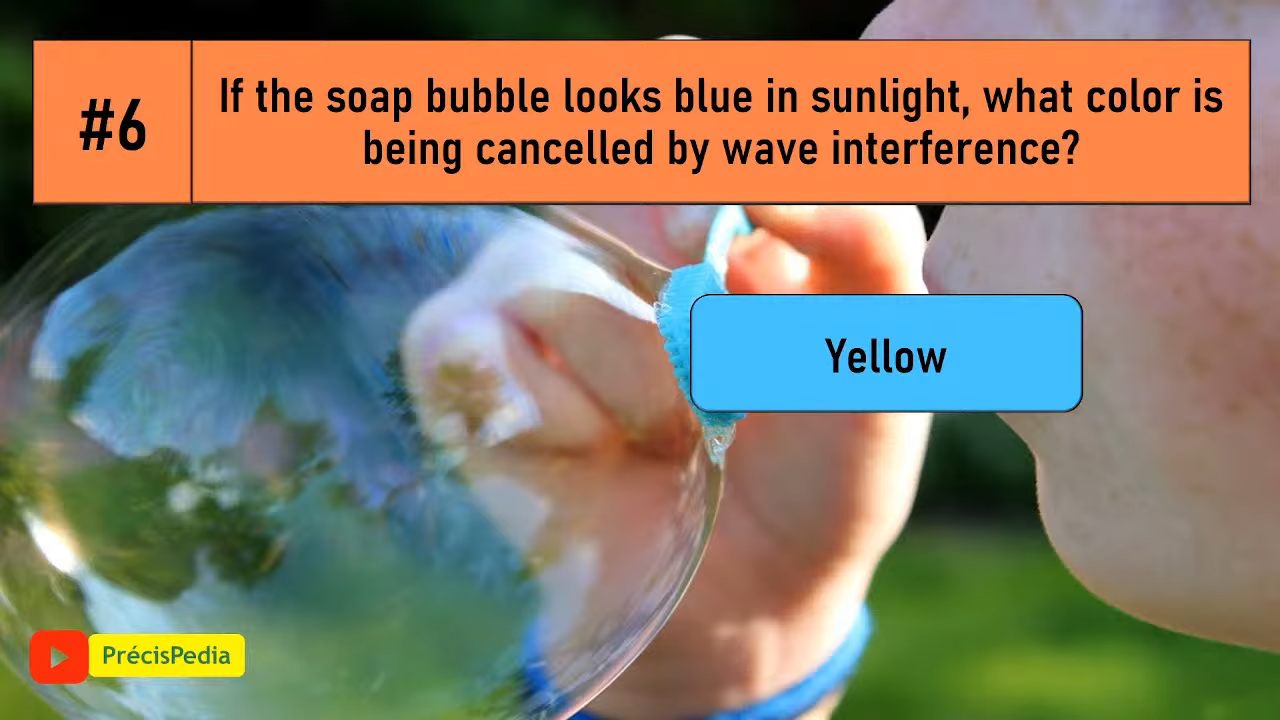 #6
If the soap bubble looks blue in sunlight, what color is
being cancelled by wave interference?
Yellow
PrécisPedia